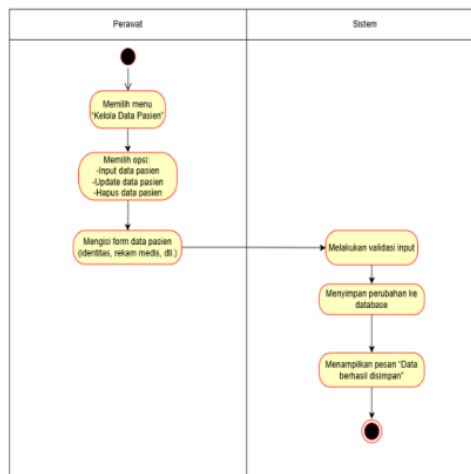 Perawat
Sistem
Memilih menu
"Kelola Data Pasien"
Memilih opsi:
-Input data pasien
-Update data pasien
-Hapus data pasien
Mengisi form data pasien
(identitas, rekam medis, dll.)
Melakukan validasi input
Menyimpan perubahan ke
database
Menampilkan pesan "Data
berhasil disimpan"